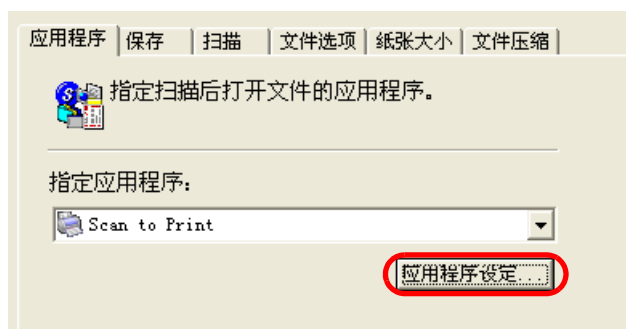 应用程序 保存 扫描 文件选项 纸张大小 文件压缩
指定扫描后打开文件的应用程序。
指定应用程序:
Scan to Print
应用程序设定...